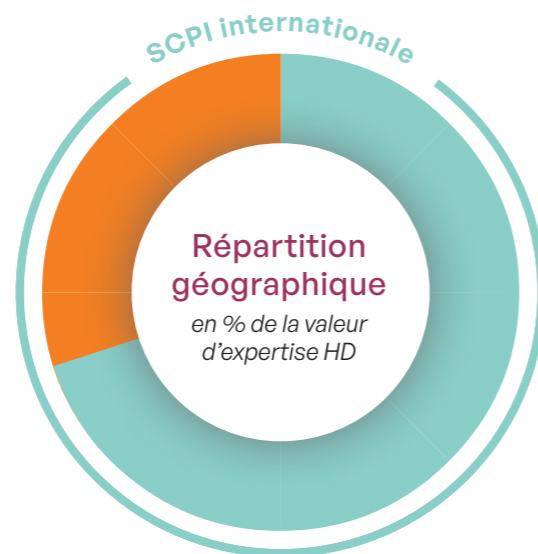 SCPI internationale
Répartition
géographique
en % de la valeur
d’expertise HD